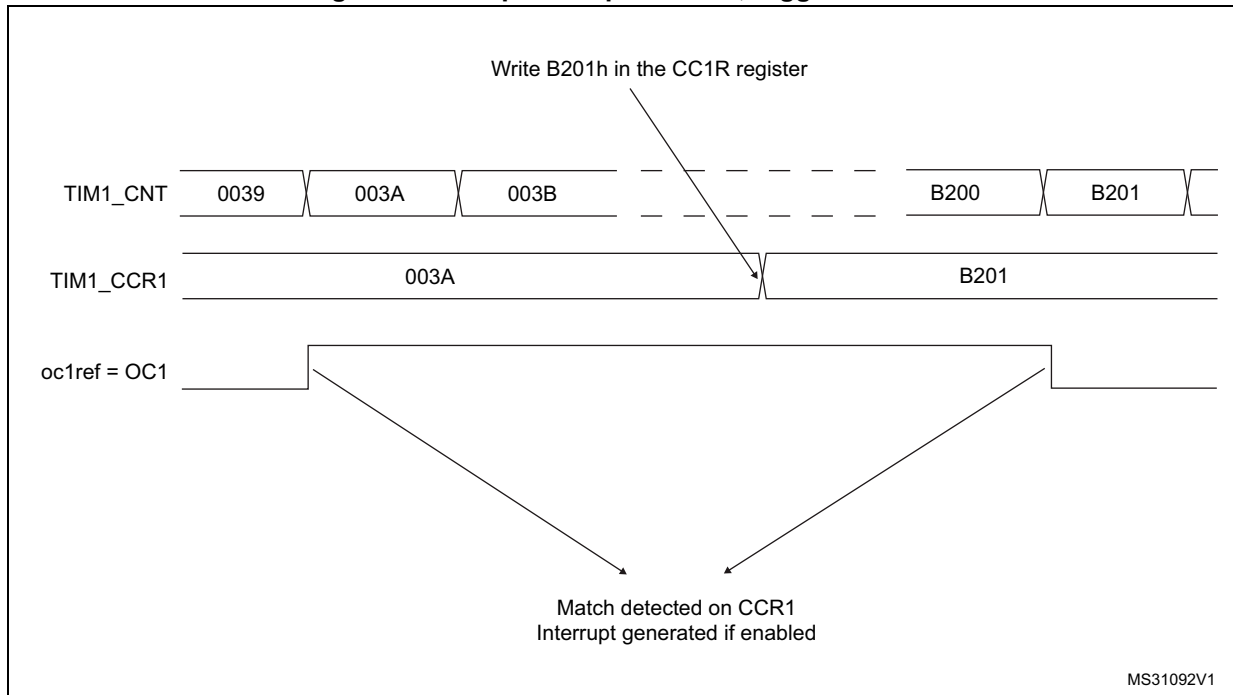 Write B201h in the CC1R register
TIM1_CNT 0039 003A 003B B200 B201
TIM1_CCR1 003A B201
oc1ref = OC1
Match detected on CCR1
Interrupt generated if enabled
MS31092V1